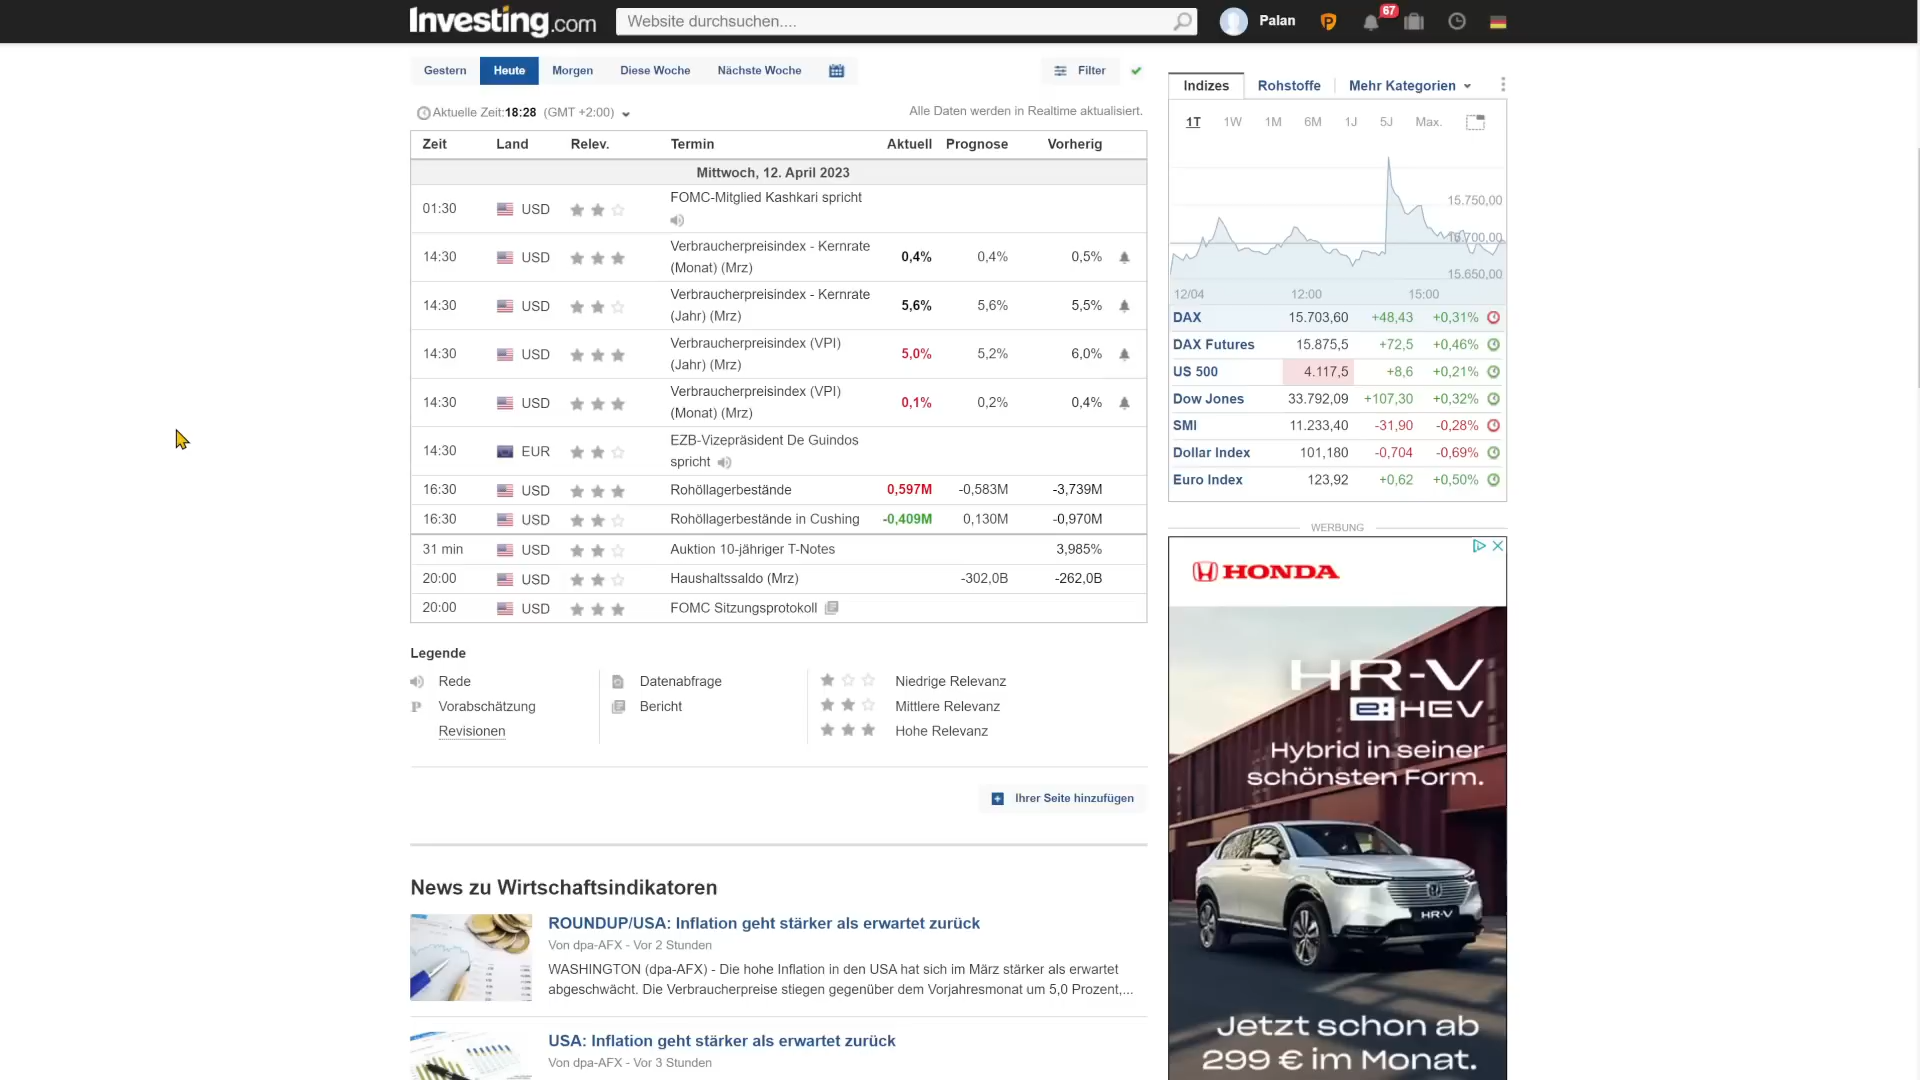 Investing.com
Website durchsuchen....
Palan
67
Gestern Heute Morgen Diese Woche Nächste Woche
Filter
Aktuelle Zeit:18:28 (GMT +2:00)
Alle Daten werden in Realtime aktualisiert.
Zeit Land Relev. Termin Aktuell Prognose Vorherig
Mittwoch, 12. April 2023
01:30 USD FOMC-Mitglied Kashkari spricht
14:30 USD Verbraucherpreisindex - Kernrate
(Monat) (Mrz) 0,4% 0,4% 0,5%
14:30 USD Verbraucherpreisindex - Kernrate
(Jahr) (Mrz) 5,6% 5,6% 5,5%
14:30 USD Verbraucherpreisindex (VPI)
(Jahr) (Mrz) 5,0% 5,2% 6,0%
14:30 USD Verbraucherpreisindex (VPI)
(Monat) (Mrz) 0,1% 0,2% 0,4%
14:30 EUR EZB-Vizepräsident De Guindos
spricht
16:30 USD Rohöllagerbestände 0,597M -0,583M -3,739M
16:30 USD Rohöllagerbestände in Cushing -0,409M 0,130M -0,970M
31 min USD Auktion 10-jähriger T-Notes 3,985%
20:00 USD Haushaltssaldo (Mrz) -302,0B -262,0B
20:00 USD FOMC Sitzungsprotokoll
Legende
Rede
P Vorabschätzung
Revisionen
Datenabfrage
Bericht
Niedrige Relevanz
Mittlere Relevanz
Hohe Relevanz
Ihrer Seite hinzufügen
News zu Wirtschaftsindikatoren
ROUNDUP/USA: Inflation geht stärker als erwartet zurück
Von dpa-AFX - Vor 2 Stunden
WASHINGTON (dpa-AFX) - Die hohe Inflation in den USA hat sich im März stärker als erwartet
abgeschwächt. Die Verbraucherpreise stiegen gegenüber dem Vorjahresmonat um 5,0 Prozent,...
USA: Inflation geht stärker als erwartet zurück
Von dpa-AFX - Vor 3 Stunden
Indizes Rohstoffe Mehr Kategorien
1T 1W 1M 6M 1J 5J Max.
15.750,00
15.700,00
15.650,00
12/04 12:00 15:00
DAX 15.703,60 +48,43 +0,31%
DAX Futures 15.875,5 +72,5 +0,46%
US 500 4.117,5 +8,6 +0,21%
Dow Jones 33.792,09 +107,30 +0,32%
SMI 11.233,40 -31,90 -0,28%
Dollar Index 101,180 -0,704 -0,69%
Euro Index 123,92 +0,62 +0,50%
WERBUNG
HONDA
HR-V
e:HEV
Hybrid in seiner
schönsten Form.
HR-V
Jetzt schon ab
299 € im Monat.